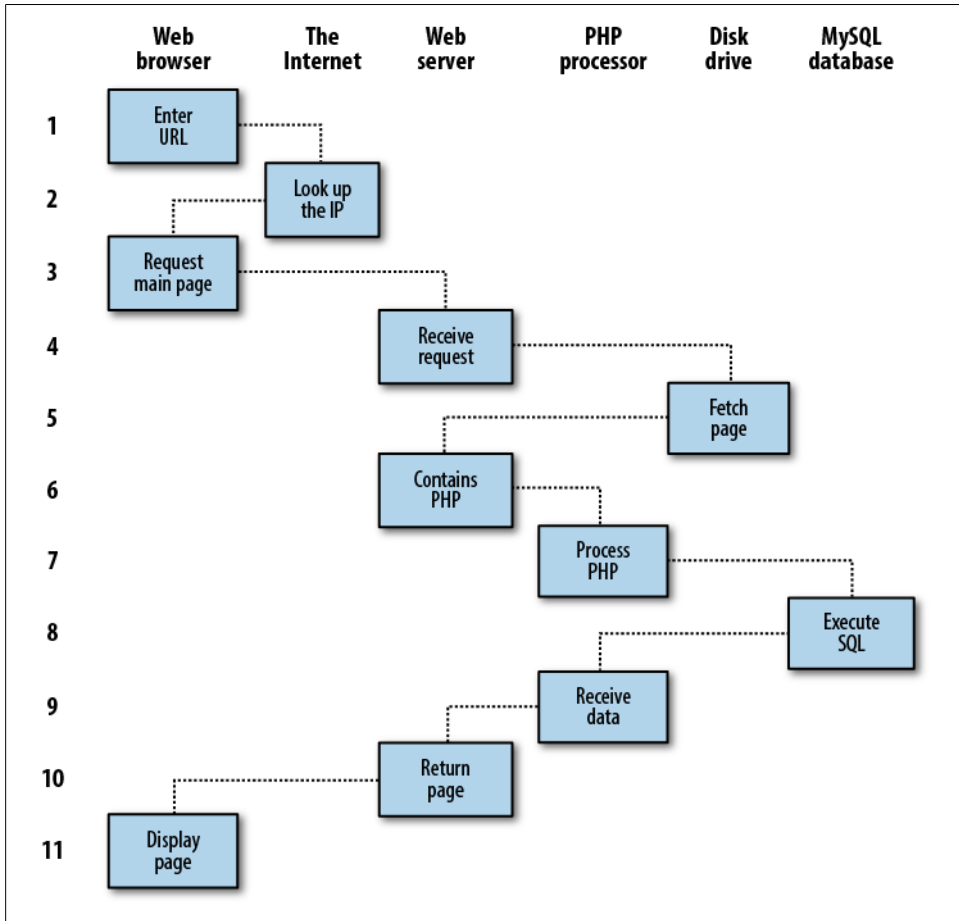 Web The Web PHP Disk MySQL
browser Internet server processor drive database
1
Enter
URL
2
Look up
the IP
3
Request
main page
4
Receive
request
5
Fetch
page
6
Contains
PHP
7
Process
PHP
8
Execute
SQL
9
Receive
data
10
Return
page
11
Display
page